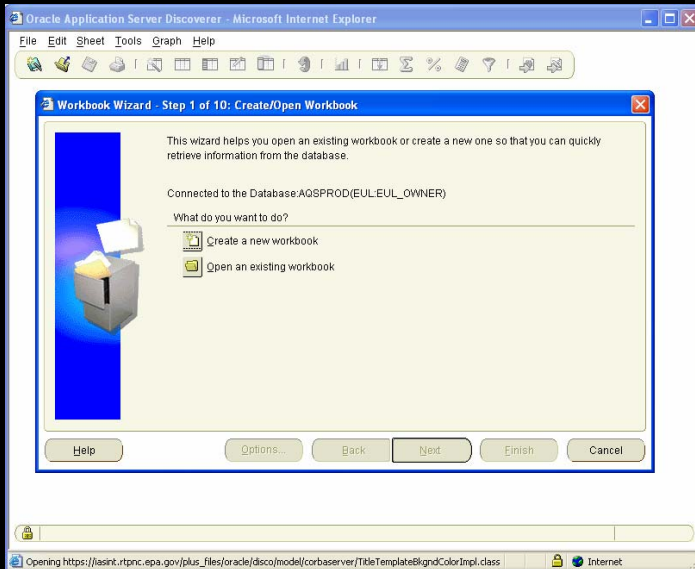 Oracle Application Server Discoverer - Microsoft Internet Explorer
File Edit Sheet Tools Graph Help
Workbook Wizard - Step 1 of 10: Create/Open Workbook
This wizard helps you open an existing workbook or create a new one so that you can quickly
retrieve information from the database.
Connected to the Database:AQSPROD(EUL:EUL_OWNER)
What do you want to do?
Create a new workbook
Open an existing workbook
Help Options... Back Next Finish Cancel
Opening https://iasint.rtpnc.epa.gov/plus_files/oracle/disco/model/corbaserver/TitleTemplateBkgndColorImpl.class Internet